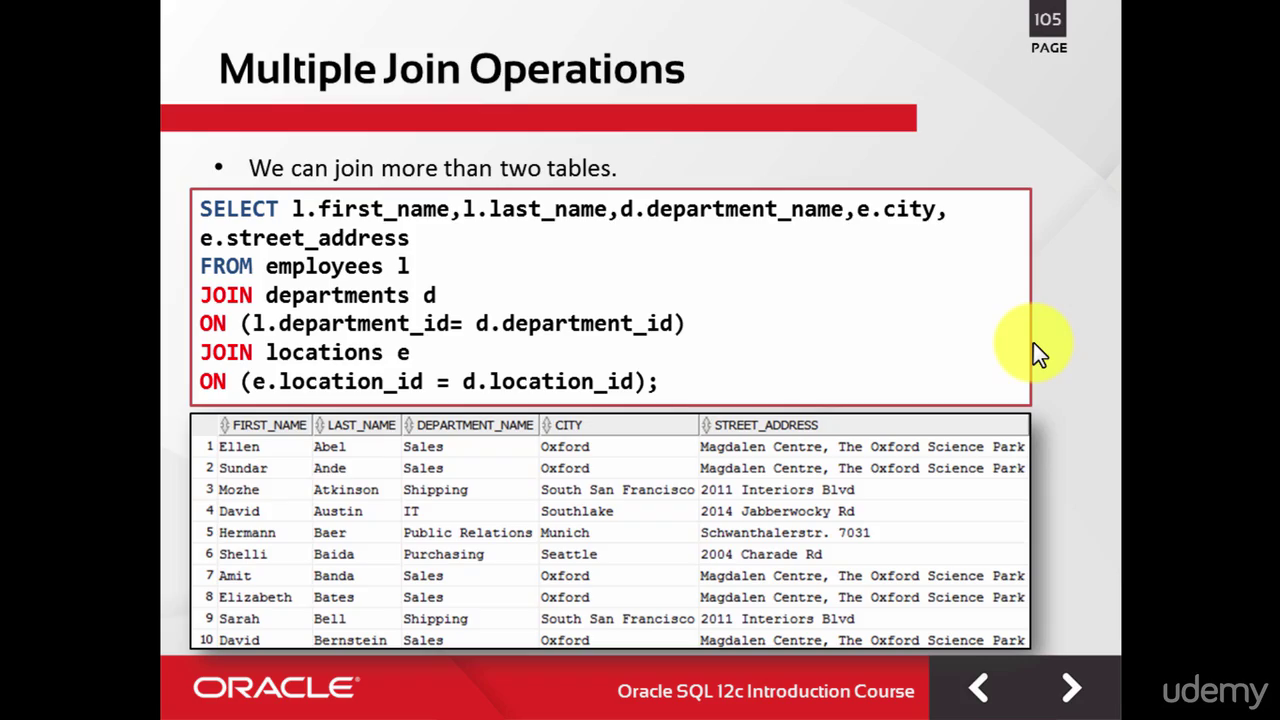 105
PAGE
Multiple Join Operations
• We can join more than two tables.
SELECT l.first_name,l.last_name,d.department_name,e.city,
e.street_address
FROM employees l
JOIN departments d
ON (l.department_id= d.department_id)
JOIN locations e
ON (e.location_id = d.location_id);
FIRST_NAME LAST_NAME DEPARTMENT_NAME CITY STREET_ADDRESS
1 Ellen Abel Sales Oxford Magdalen Centre, The Oxford Science Park
2 Sundar Ande Sales Oxford Magdalen Centre, The Oxford Science Park
3 Mozhe Atkinson Shipping South San Francisco 2011 Interiors Blvd
4 David Austin IT Southlake 2014 Jabberwocky Rd
5 Hermann Baer Public Relations Munich Schwanthalerstr. 7031
6 Shelli Baida Purchasing Seattle 2004 Charade Rd
7 Amit Banda Sales Oxford Magdalen Centre, The Oxford Science Park
8 Elizabeth Bates Sales Oxford Magdalen Centre, The Oxford Science Park
9 Sarah Bell Shipping South San Francisco 2011 Interiors Blvd
10 David Bernstein Sales Oxford Magdalen Centre, The Oxford Science Park
ORACLE® Oracle SQL 12c Introduction Course
udemy